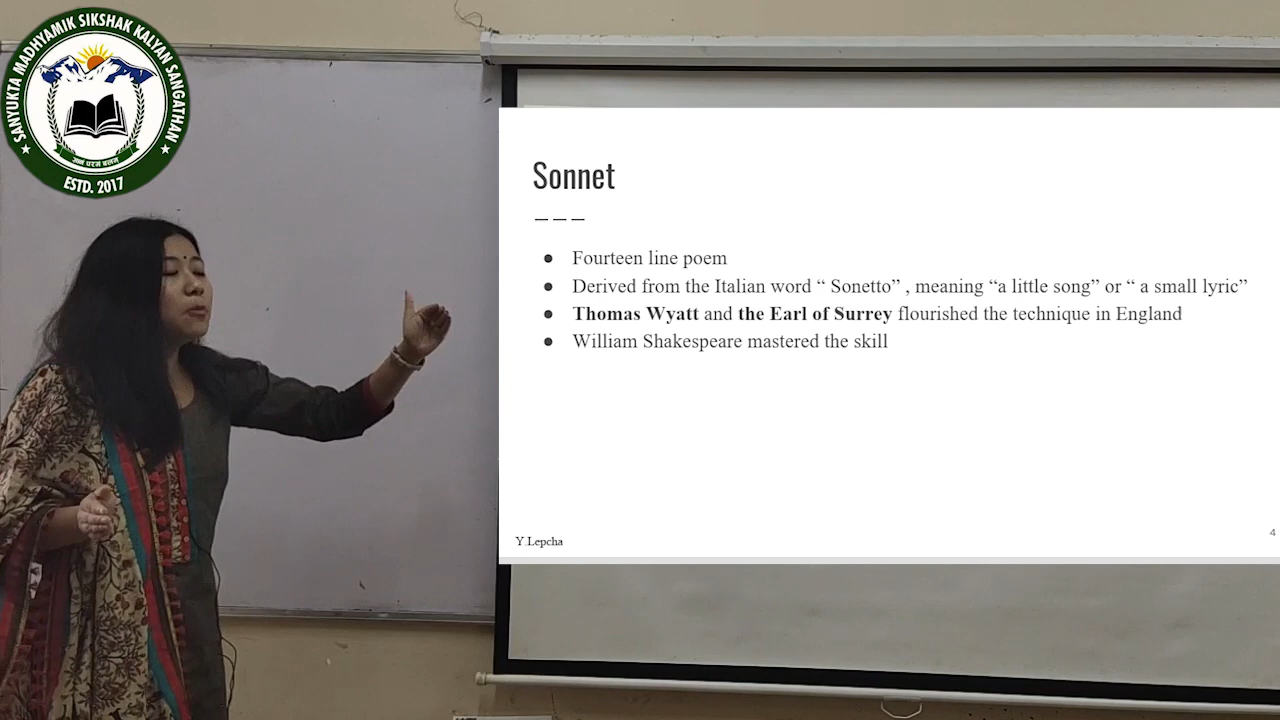 SANYUKTA MADHYAMIK SIKSHAK KALYAN SANGATHAN
ESTD. 2017
Sonnet
● Fourteen line poem
● Derived from the Italian word “ Sonetto” , meaning “a little song” or “ a small lyric”
● Thomas Wyatt and the Earl of Surrey flourished the technique in England
● William Shakespeare mastered the skill
Y.Lepcha
4